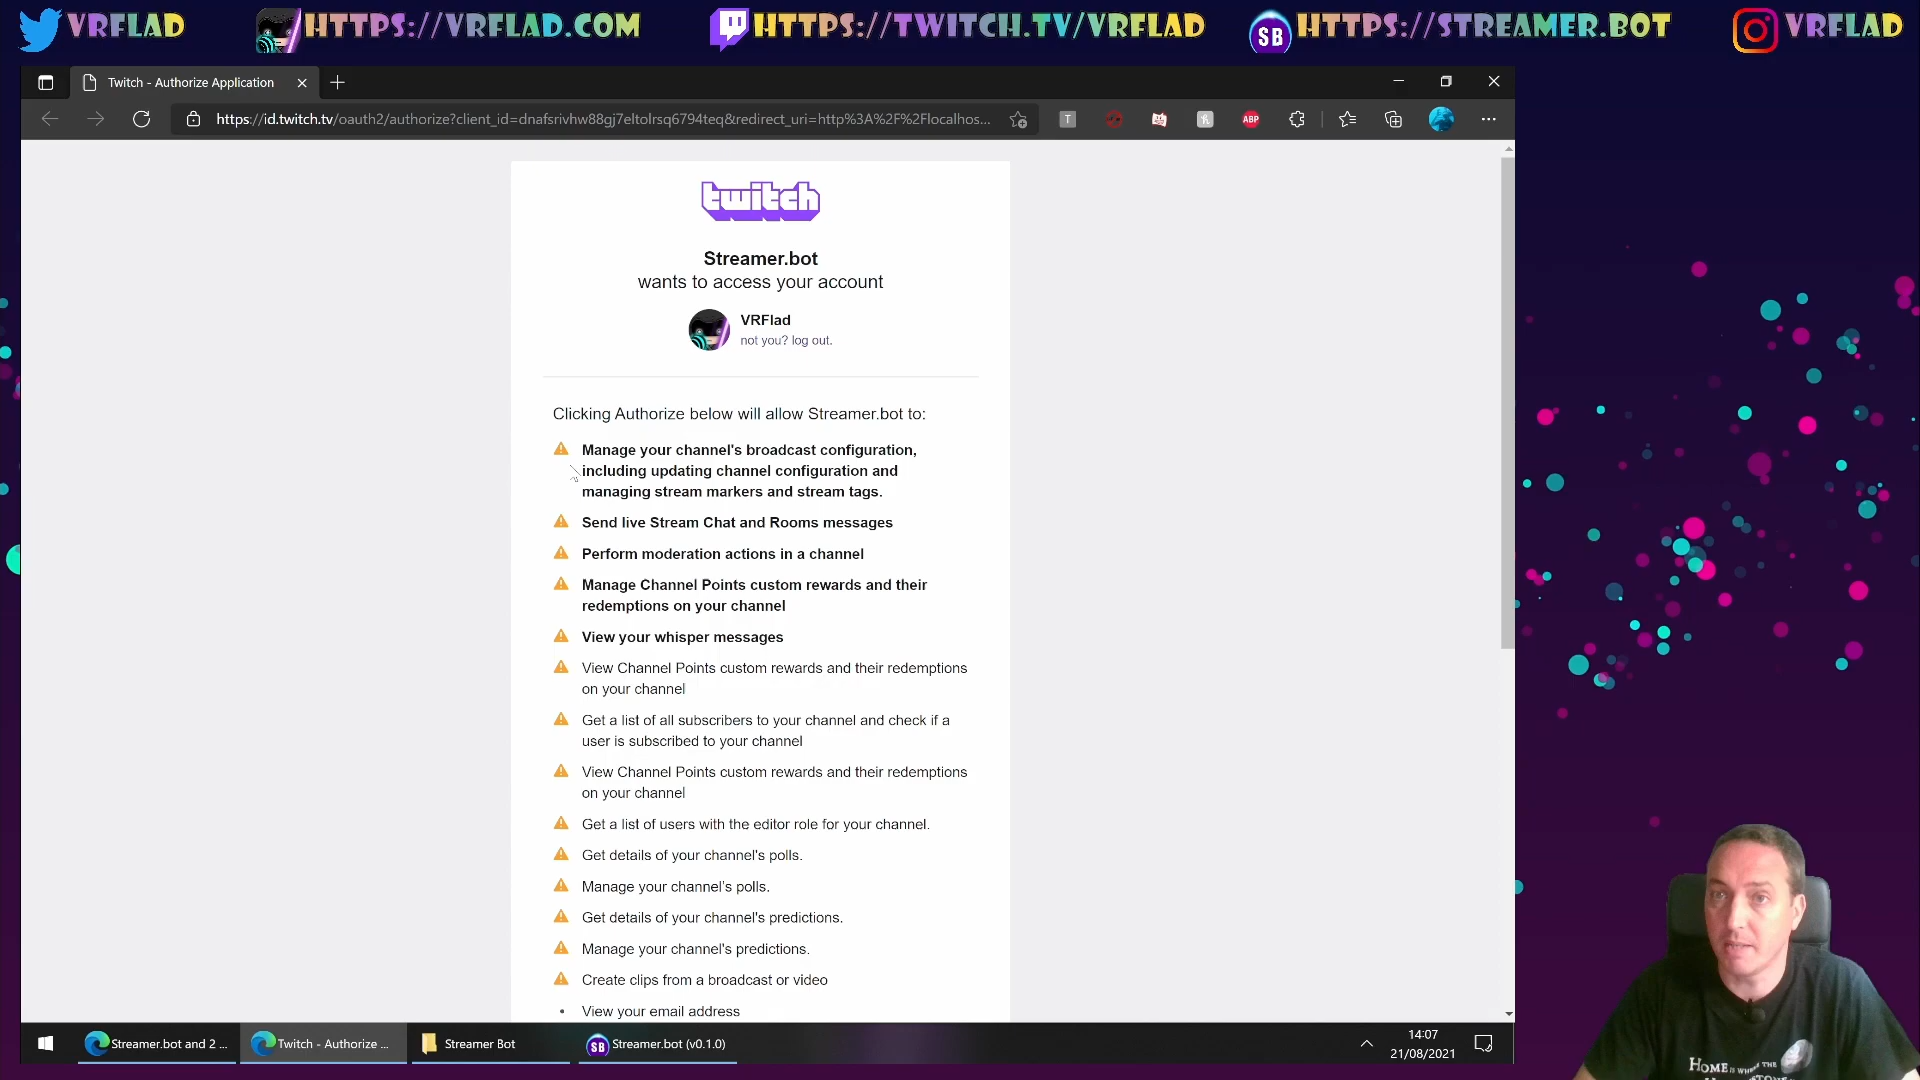 VRFLAD
HTTPS://VRFLAD.COM
HTTPS://TWITCH.TV/VRFLAD
SB
HTTPS://STREAMER.BOT
VRFLAD
Twitch - Authorize Application
https://id.twitch.tv/oauth2/authorize?client_id=dnafsrivhw88gj7eltolrsq6794teq&redirect_uri=http%3A%2F%2Flocalhos...
T
ABP
twitch
Streamer.bot
wants to access your account
VRFlad
not you? log out.
Clicking Authorize below will allow Streamer.bot to:
Manage your channel's broadcast configuration,
including updating channel configuration and
managing stream markers and stream tags.
Send live Stream Chat and Rooms messages
Perform moderation actions in a channel
Manage Channel Points custom rewards and their
redemptions on your channel
View your whisper messages
View Channel Points custom rewards and their redemptions
on your channel
Get a list of all subscribers to your channel and check if a
user is subscribed to your channel
View Channel Points custom rewards and their redemptions
on your channel
Get a list of users with the editor role for your channel.
Get details of your channel's polls.
Manage your channel's polls.
Get details of your channel's predictions.
Manage your channel's predictions.
Create clips from a broadcast or video
• View your email address
Streamer.bot and 2 ...
Twitch - Authorize ...
Streamer Bot
SB
Streamer.bot (v0.1.0)
14:07
21/08/2021
HOME IS WHERE THE